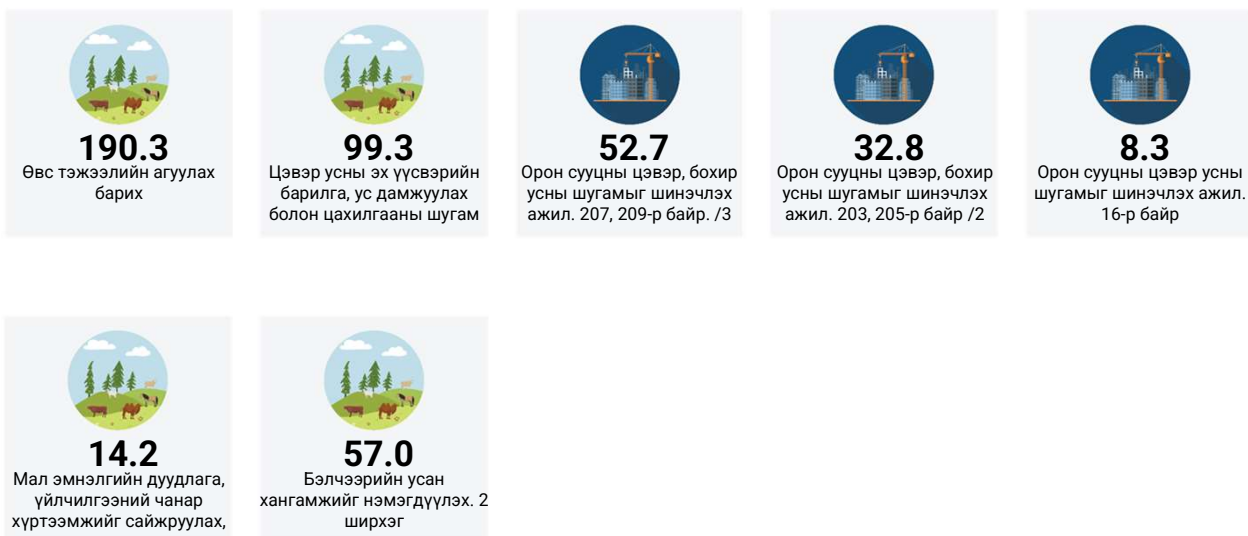 190.3
Өвс тэжээлийн агуулах
барих
99.3
Цэвэр усны эх үүсвэрийн
барилга, ус дамжуулах
болон цахилгааны шугам
52.7
Орон сууцны цэвэр, бохир
усны шугамыг шинэчлэх
ажил. 207, 209-р байр. /3
32.8
Орон сууцны цэвэр, бохир
усны шугамыг шинэчлэх
ажил. 203, 205-р байр /2
8.3
Орон сууцны цэвэр усны
шугамыг шинэчлэх ажил.
16-р байр
14.2
Мал эмнэлгийн дуудлага,
үйлчилгээний чанар
хүртээмжийг сайжруулах,
57.0
Бэлчээрийн усан
хангамжийг нэмэгдүүлэх. 2
ширхэг